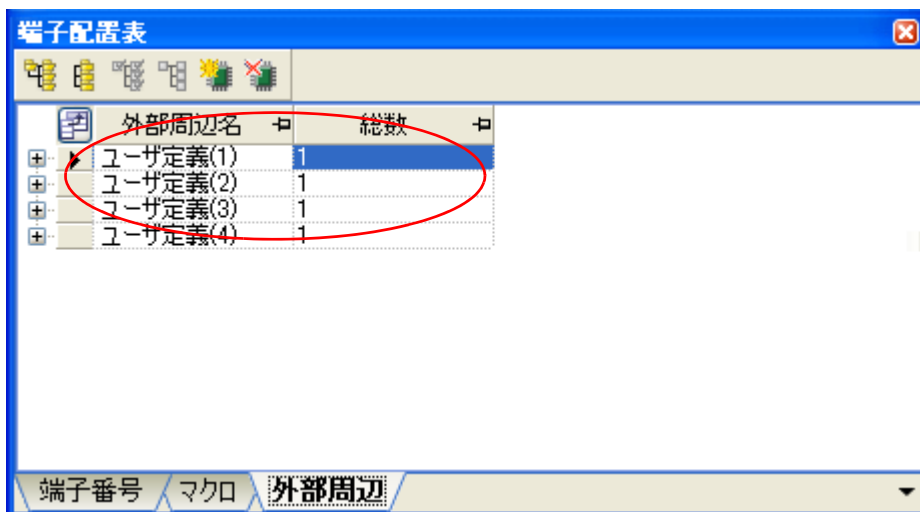 端子配置表
外部周辺名 総数
ユーザ定義(1) 1
ユーザ定義(2) 1
ユーザ定義(3) 1
ユーザ定義(4) 1
端子番号 マクロ 外部周辺